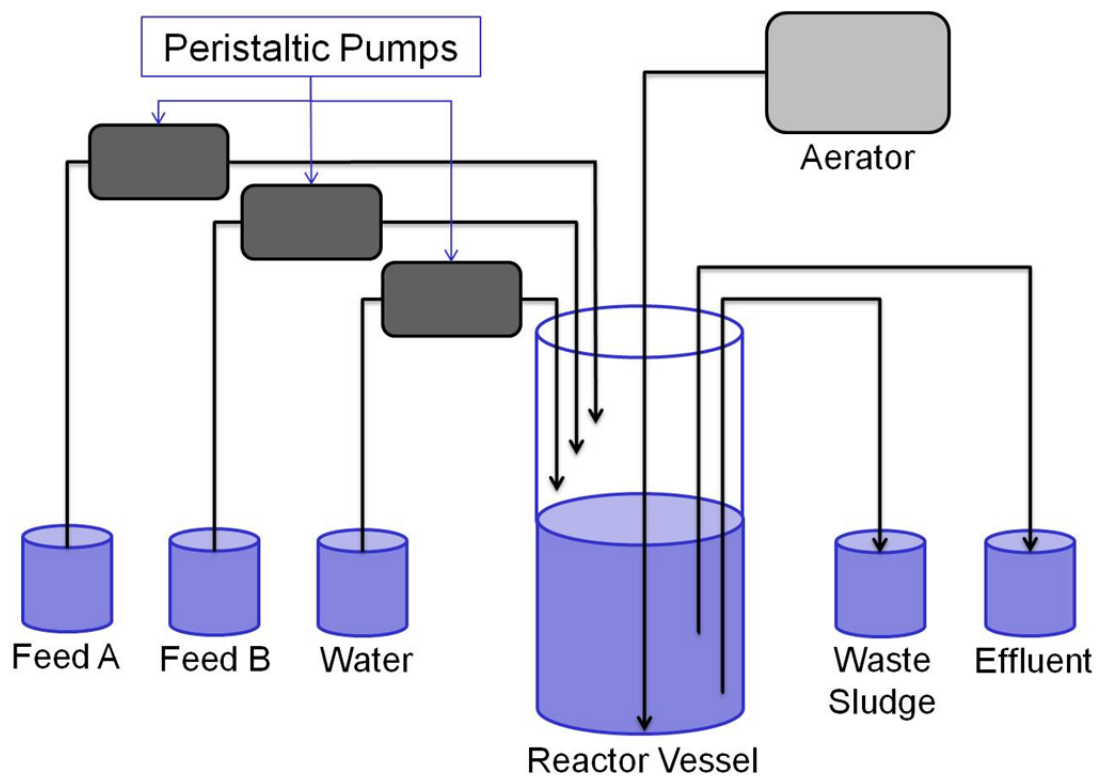 Peristaltic Pumps
Aerator
Feed A
Feed B
Water
Waste
Sludge
Effluent
Reactor Vessel